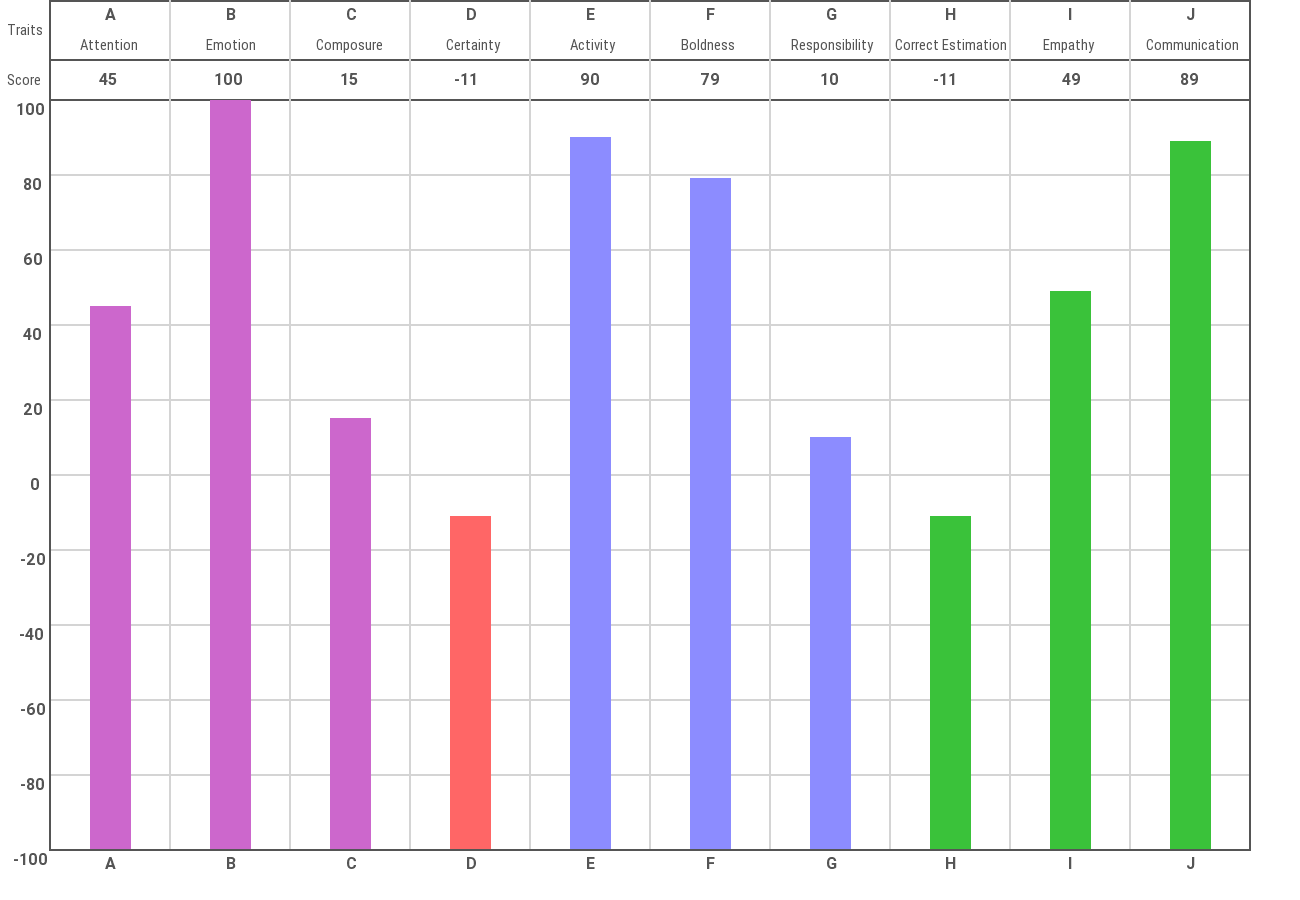 Traits A B C D E F G H I J
Attention Emotion Composure Certainty Activity Boldness Responsibility Correct Estimation Empathy Communication
Score 45 100 15 -11 90 79 10 -11 49 89
100
80
60
40
20
0
-20
-40
-60
-80
-100
A B C D E F G H I J